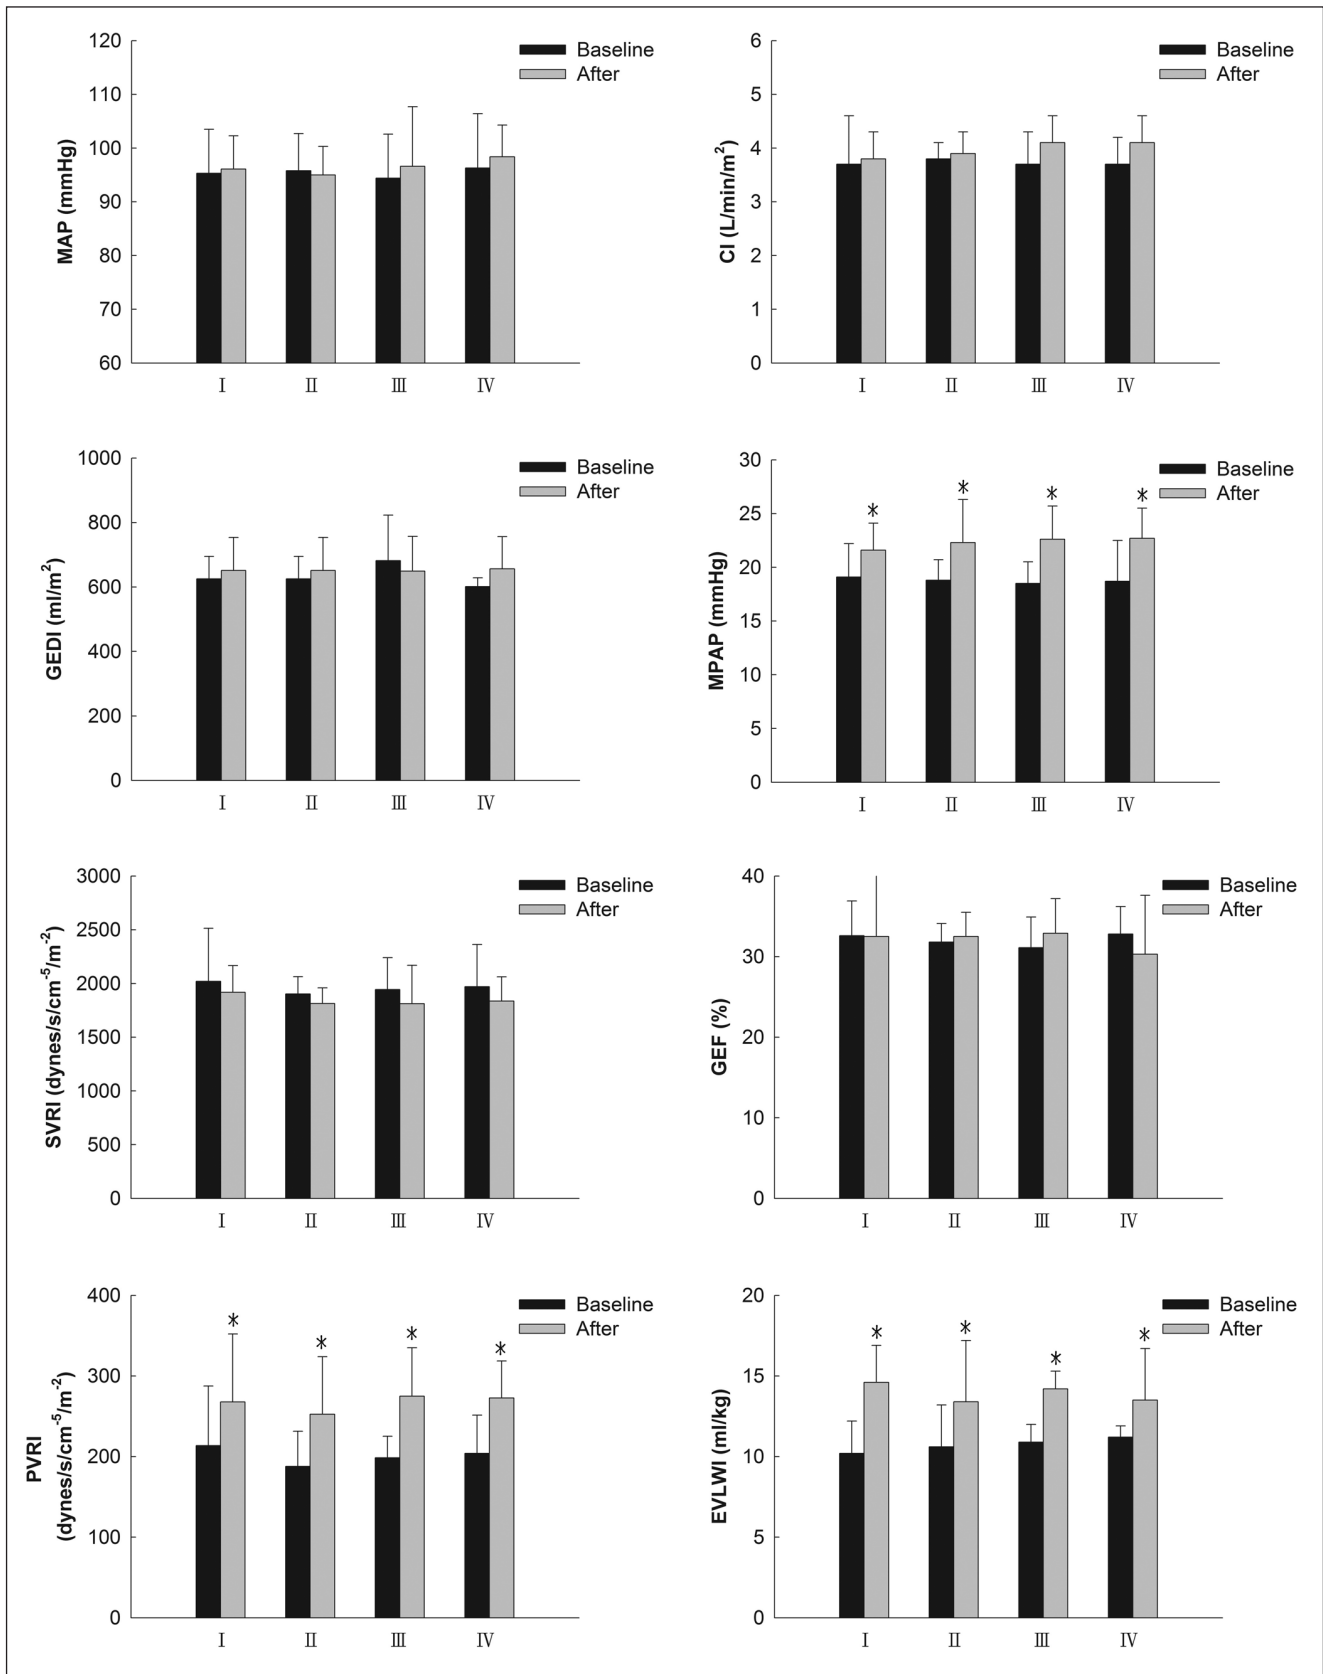 MAP (mmHg)
120
110
100
90
80
70
60
Baseline
After
I
II
III
IV
CI (L/min/m²)
6
5
4
3
2
1
0
Baseline
After
I
II
III
IV
GEDI (ml/m²)
1000
800
600
400
200
0
Baseline
After
I
II
III
IV
MPAP (mmHg)
30
25
20
15
10
5
0
Baseline
After
* * * *
I
II
III
IV
SVRI (dynes/s/cm⁻⁵/m⁻²)
3000
2500
2000
1500
1000
500
0
Baseline
After
I
II
III
IV
GEF (%)
40
30
20
10
0
Baseline
After
I
II
III
IV
PVRI
(dynes/s/cm⁻⁵/m⁻²)
400
300
200
100
0
Baseline
After
* * * *
I
II
III
IV
EVLWI (ml/kg)
20
15
10
5
0
Baseline
After
* * * *
I
II
III
IV